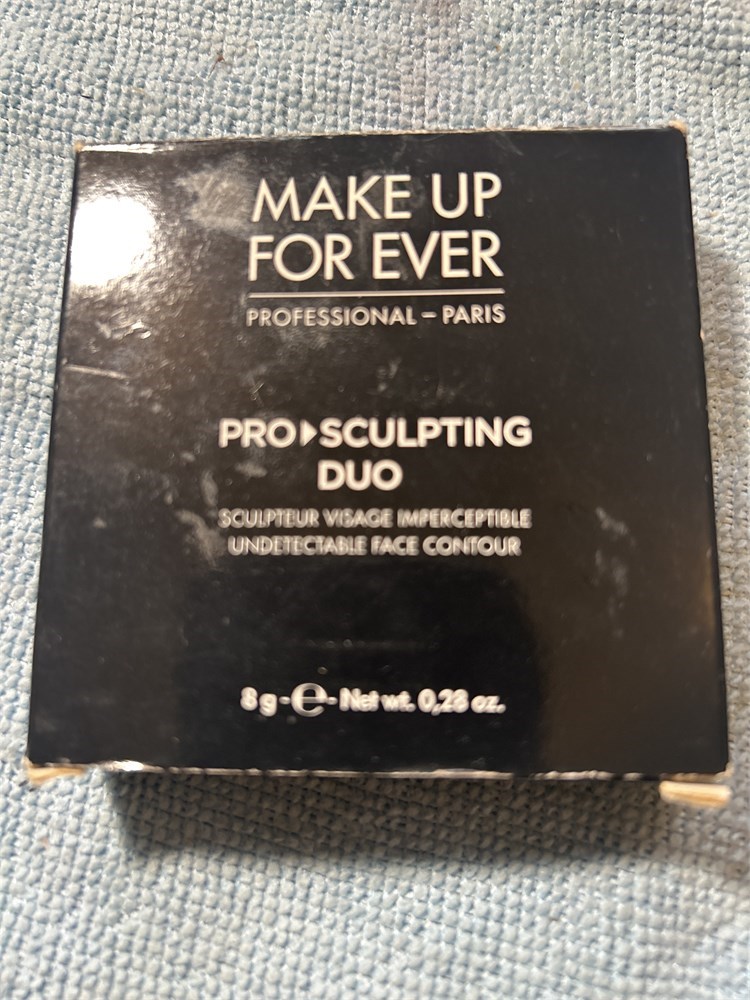 MAKE UP
FOR EVER
PROFESSIONAL – PARIS
PRO▸SCULPTING
DUO
SCULPTEUR VISAGE IMPERCEPTIBLE
UNDETECTABLE FACE CONTOUR
8 g - ℮ - Net wt. 0,28 oz.